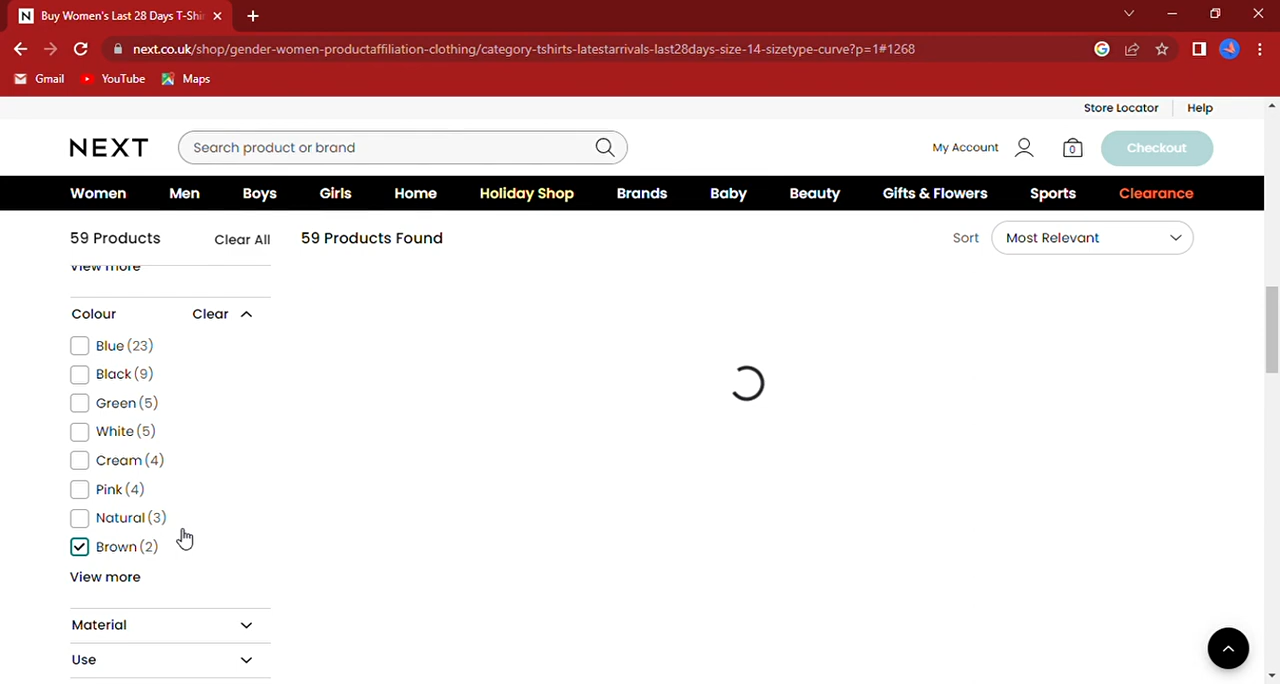 N Buy Women's Last 28 Days T-Shir
next.co.uk/shop/gender-women-productaffiliation-clothing/category-tshirts-latestarrivals-last28days-size-14-sizetype-curve?p=1#1268
Gmail YouTube Maps
Store Locator Help
NEXT Search product or brand My Account 0 Checkout
Women Men Boys Girls Home Holiday Shop Brands Baby Beauty Gifts & Flowers Sports Clearance
59 Products Clear All 59 Products Found Sort Most Relevant
View more
Colour Clear
Blue (23)
Black (9)
Green (5)
White (5)
Cream (4)
Pink (4)
Natural (3)
Brown (2)
View more
Material
Use